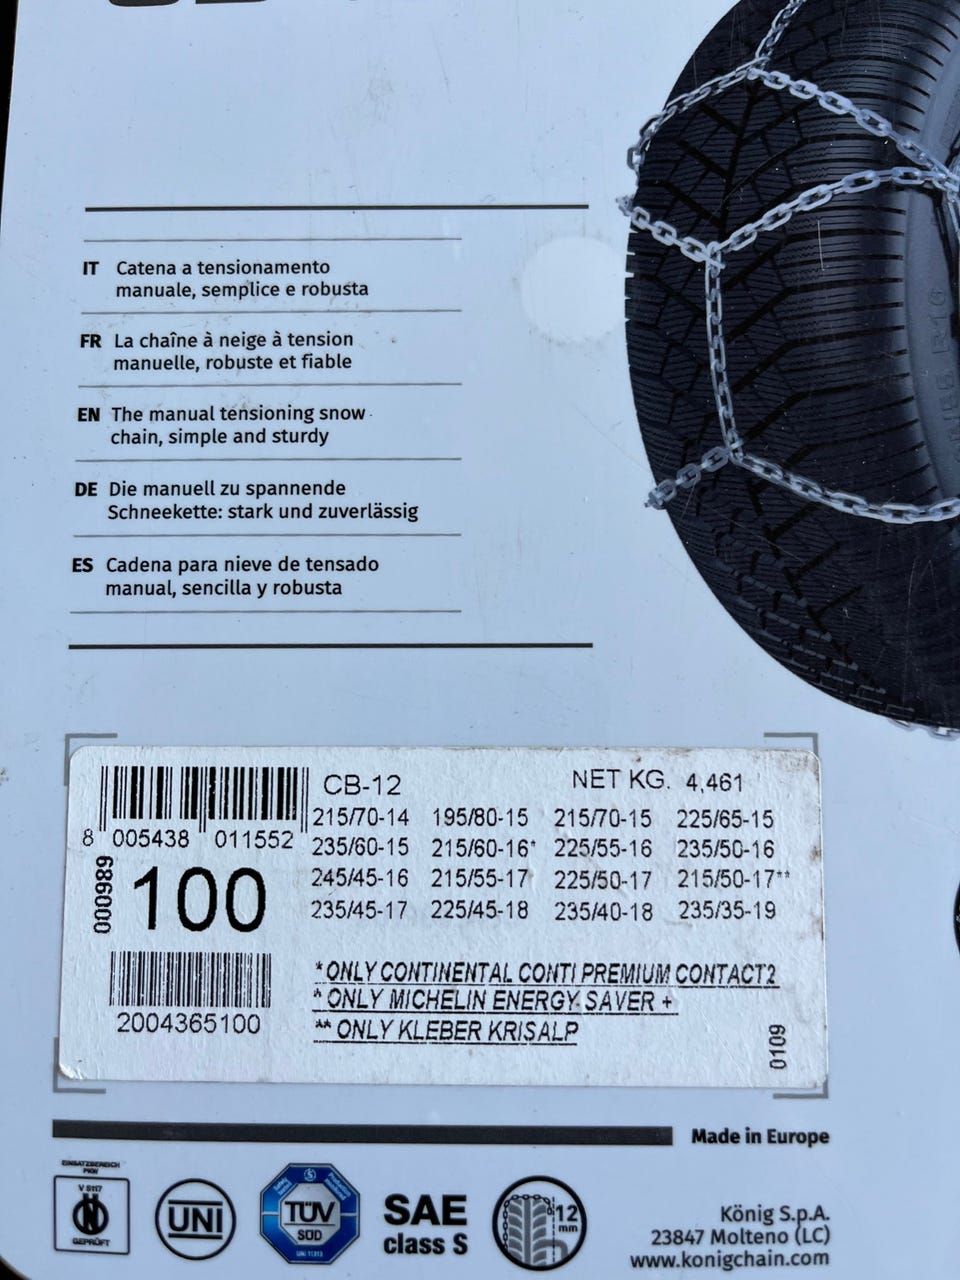 IT Catena a tensionamento
manuale, semplice e robusta
FR La chaîne à neige à tension
manuelle, robuste et fiable
EN The manual tensioning snow
chain, simple and sturdy
DE Die manuell zu spannende
Schneekette: stark und zuverlässig
ES Cadena para nieve de tensado
manual, sencilla y robusta
8 005438 011552
000989
100
2004365100
CB-12 NET KG. 4,461
215/70-14 195/80-15 215/70-15 225/65-15
235/60-15 215/60-16* 225/55-16 235/50-16
245/45-16 215/55-17 225/50-17 215/50-17**
235/45-17 225/45-18 235/40-18 235/35-19
*ONLY CONTINENTAL CONTI PREMIUM CONTACT2
* ONLY MICHELIN ENERGY SAVER +
** ONLY KLEBER KRISALP
0109
Made in Europe
EINSATZBEREICH
PKW
V 5117
N
GEPRÜFT
UNI
TÜV
SÜD
UNI 11313
SAE
class S
12
mm
König S.p.A.
23847 Molteno (LC)
www.konigchain.com